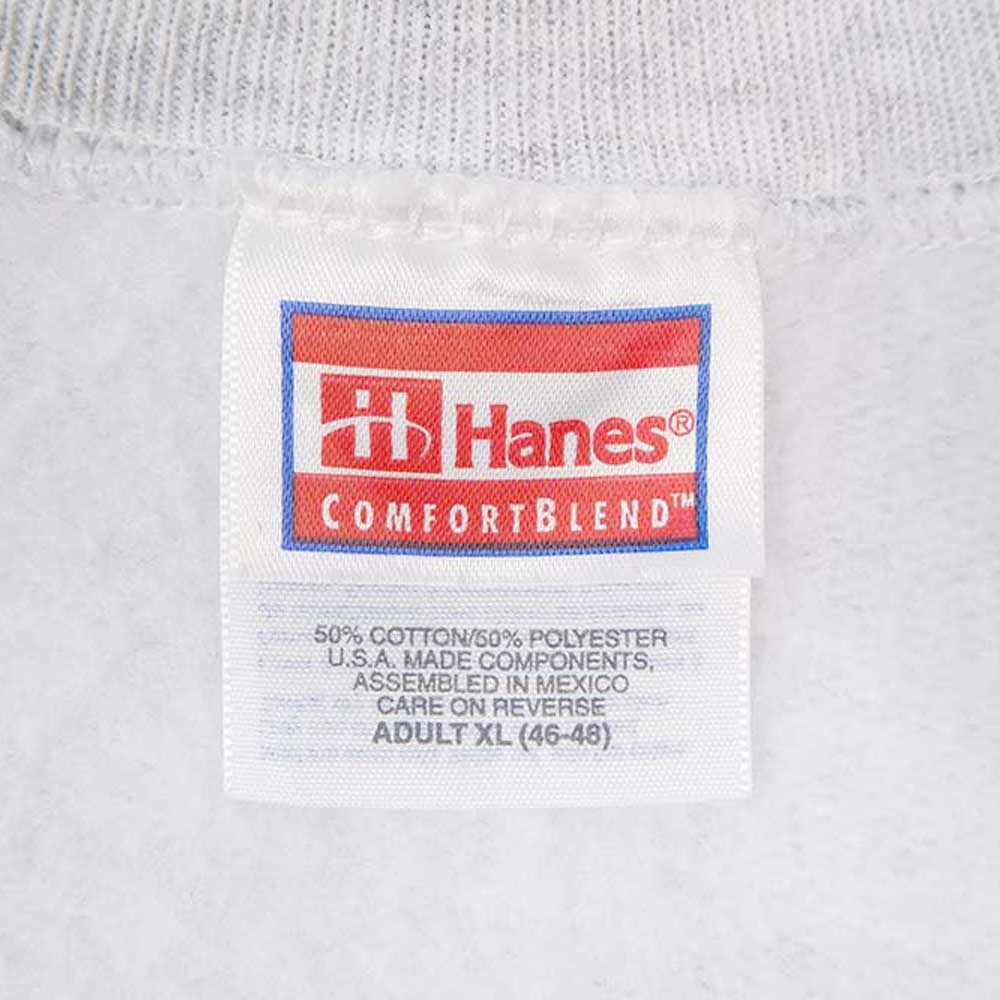 H Hanes®
COMFORTBLEND™
50% COTTON/50% POLYESTER
U.S.A. MADE COMPONENTS,
ASSEMBLED IN MEXICO
CARE ON REVERSE
ADULT XL (46-48)